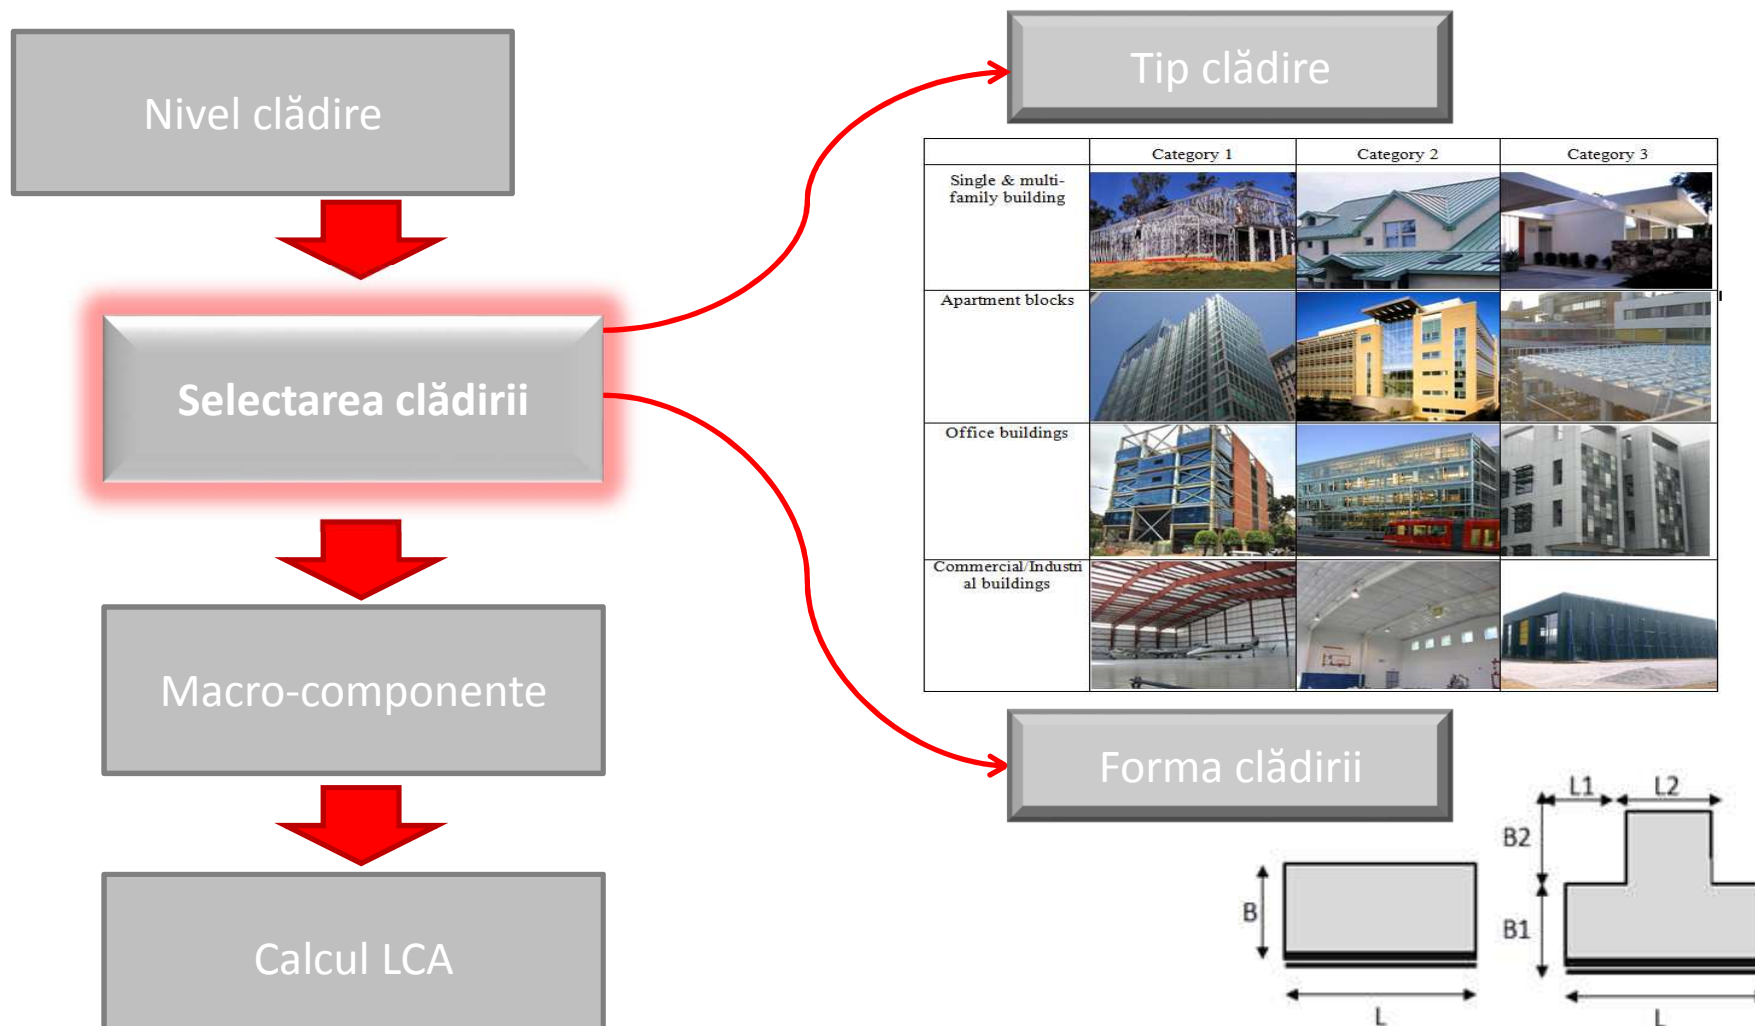 Nivel clădire
Selectarea clădirii
Macro-componente
Calcul LCA
Tip clădire
Category 1
Category 2
Category 3
Single & multi-
family building
Apartment blocks
Office buildings
Commercial/Industri
al buildings
Forma clădirii
B
L
L1
L2
B2
B1
L